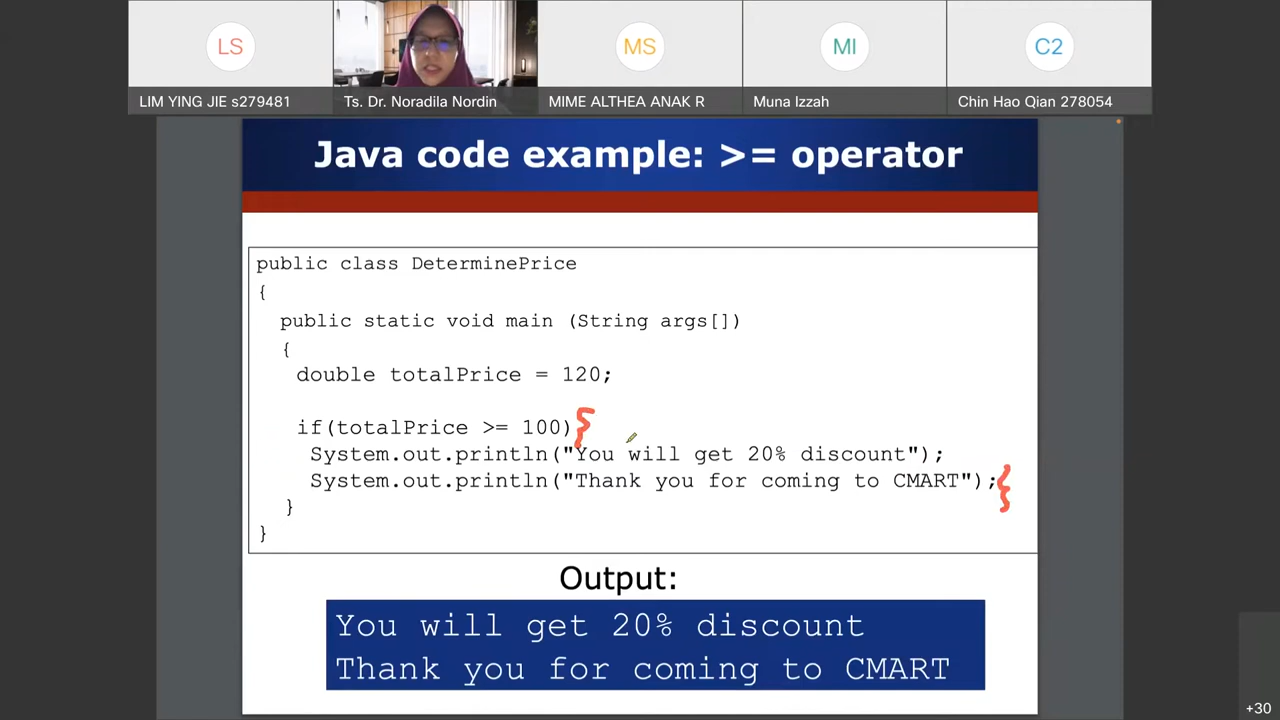 LS
MS
MI
C2
LIM YING JIE s279481
Ts. Dr. Noradila Nordin
MIME ALTHEA ANAK R
Muna Izzah
Chin Hao Qian 278054
Java code example: >= operator
public class DeterminePrice
{
public static void main (String args[])
{
double totalPrice = 120;
if(totalPrice >= 100){
System.out.println("You will get 20% discount");
System.out.println("Thank you for coming to CMART");}
}
}
Output:
You will get 20% discount
Thank you for coming to CMART
+30